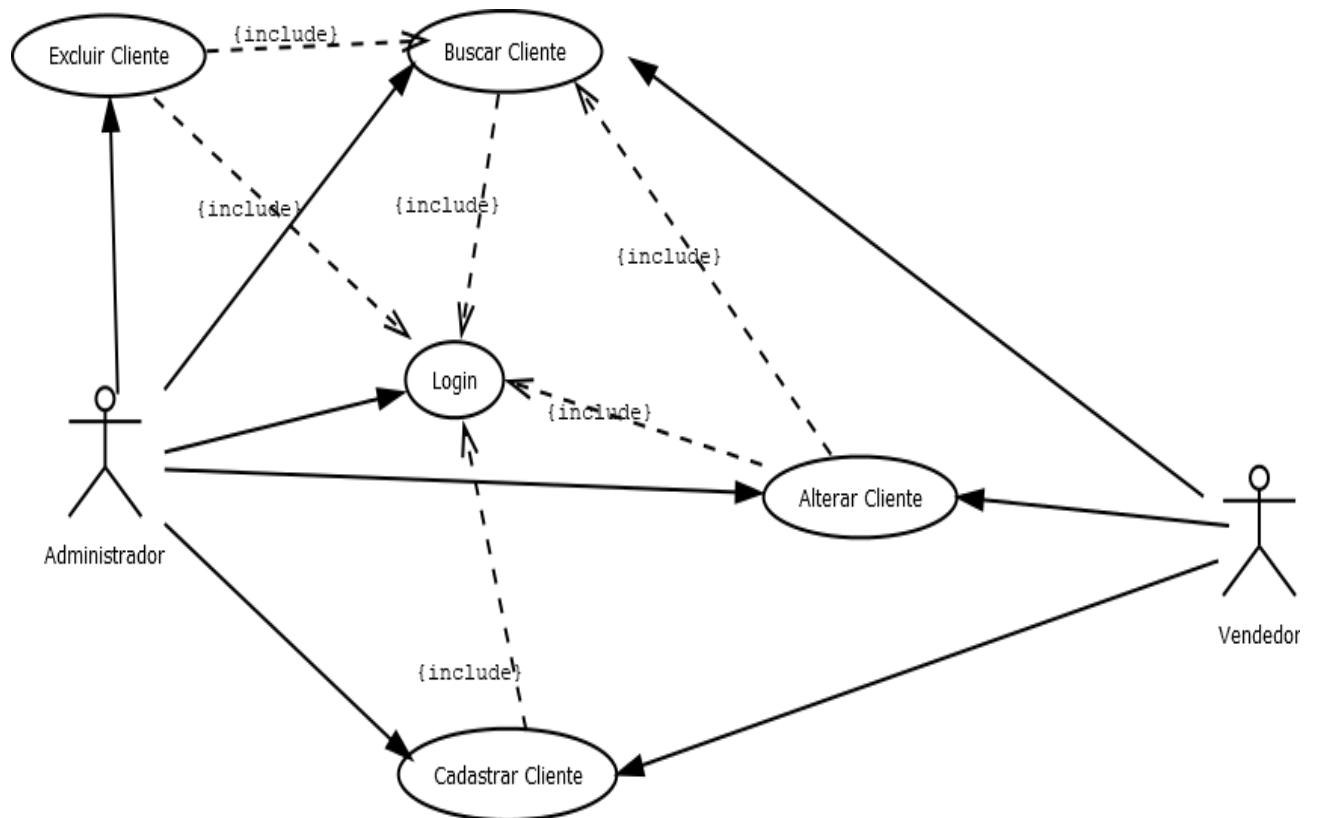 {include}
Excluir Cliente
Buscar Cliente
{include}
{include}
{include}
Login
{include}
Alterar Cliente
Administrador
Vendedor
{include}
Cadastrar Cliente